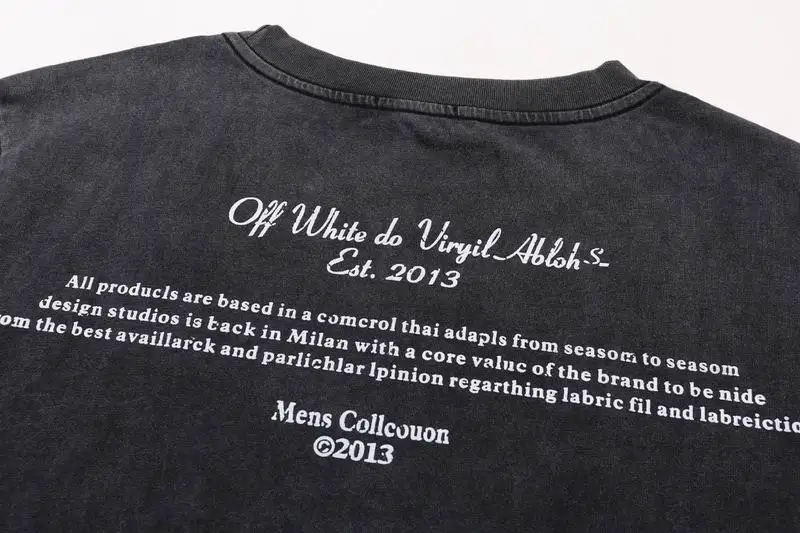 Off White do Viryil Abloh S-
Est. 2013
All producls are based in a comcrol thai adapls from seasom to seasom
design studios is back in Milan with a core valuc of the brand to be nide
om the best availlarck and parlichlar lpinion regarthing labric fil and labreictio
Mens Collcouon
©2013